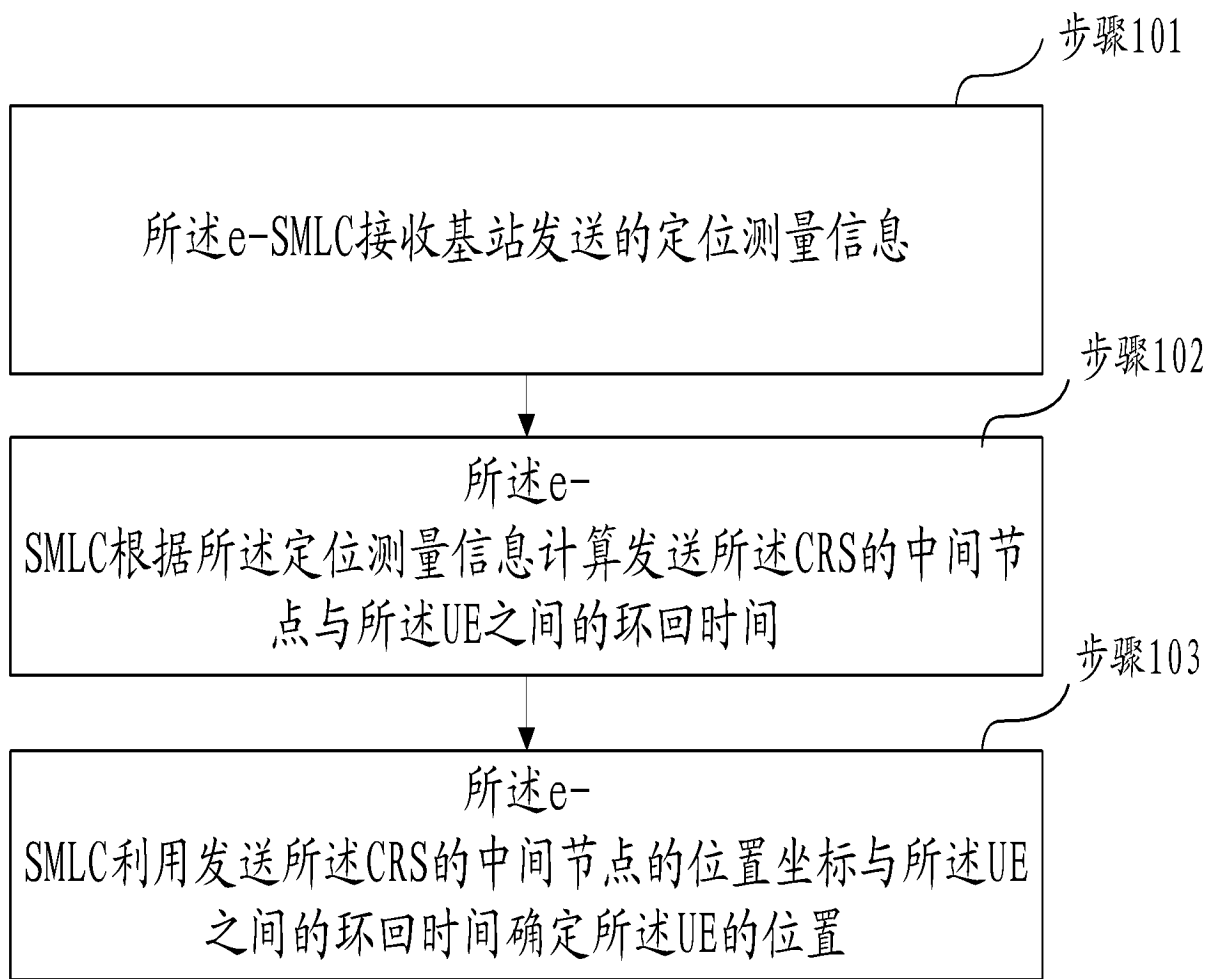 步骤101
所述e-SMLC接收基站发送的定位测量信息
步骤102
所述e-
SMLC根据所述定位测量信息计算发送所述CRS的中间节
点与所述UE之间的环回时间
步骤103
所述e-
SMLC利用发送所述CRS的中间节点的位置坐标与所述UE
之间的环回时间确定所述UE的位置